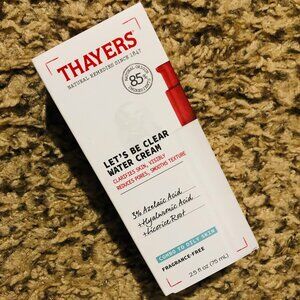 THAYERS
NATURAL REMEDIES SINCE 1847
85%
LET'S BE CLEAR
WATER CREAM
CLARIFIES SKIN, VISIBLY
REDUCES PORES, SMOOTHS TEXTURE
3% Azelaic Acid
+Hyaluronic Acid
+Licorice Root
COMBO TO OILY SKIN
FRAGRANCE-FREE
2.5 fl oz (75 mL)